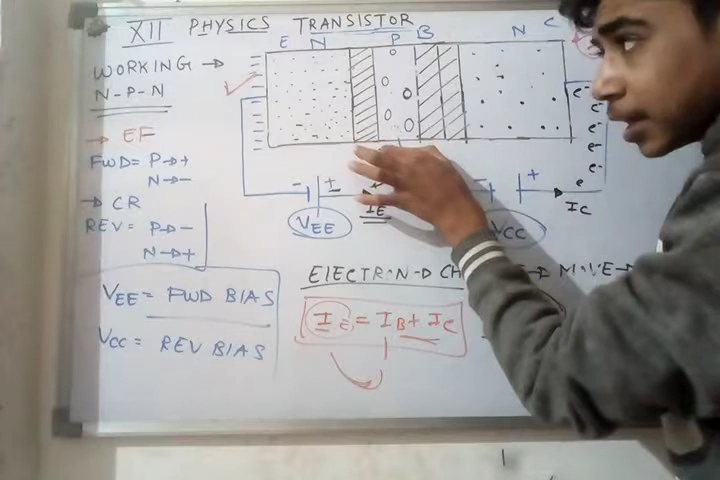 XII PHYSICS TRANSISTOR
E N P B N C
WORKING →
N-P-N
→ EF
FWD = P→+
N→-
→ CR
REV = P→-
N→+
VEE = FWD BIAS
VCC = REV BIAS
e-
e-
e-
e-
e-
e
- + - +
VEE IE VCC IC
ELECTRON → CH → MOVE →
IE = IB + IC